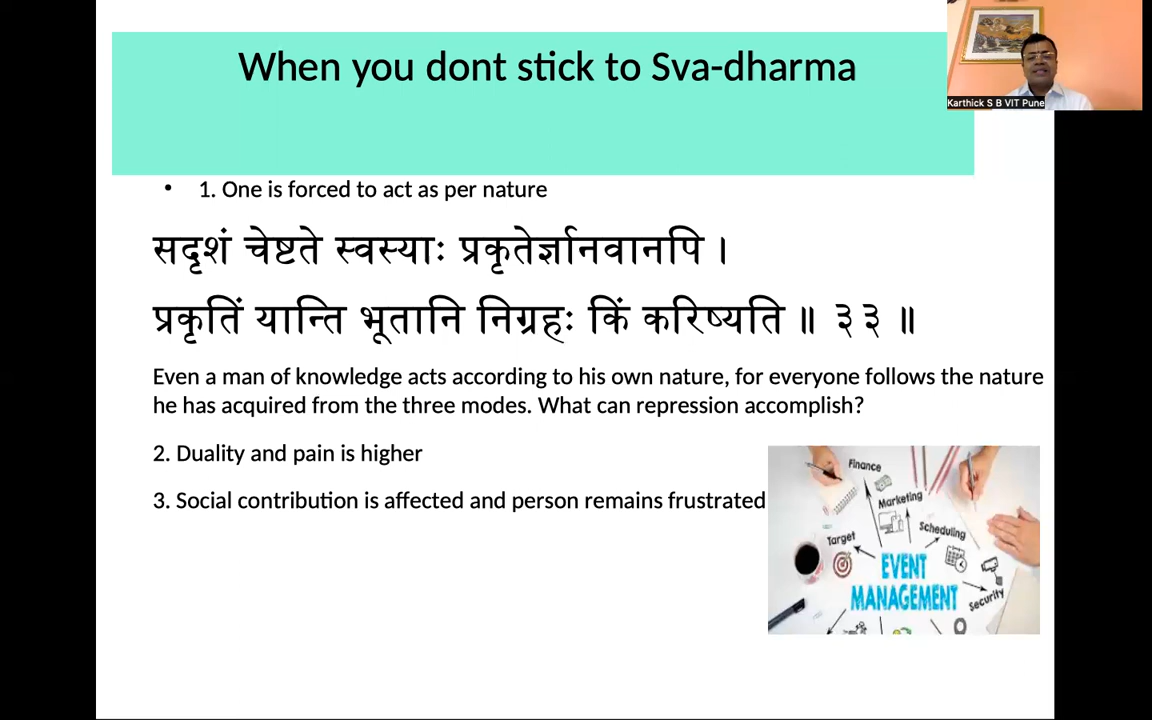 When you dont stick to Sva-dharma
Karthick S B VIT Pune
• 1. One is forced to act as per nature
सदृशं चेष्टते स्वस्याः प्रकृतेर्ज्ञानवानपि ।
प्रकृतिं यान्ति भूतानि निग्रहः किं करिष्यति ॥ ३३ ॥
Even a man of knowledge acts according to his own nature, for everyone follows the nature
he has acquired from the three modes. What can repression accomplish?
2. Duality and pain is higher
3. Social contribution is affected and person remains frustrated
Finance
Marketing
Scheduling
Target
EVENT
MANAGEMENT
Security